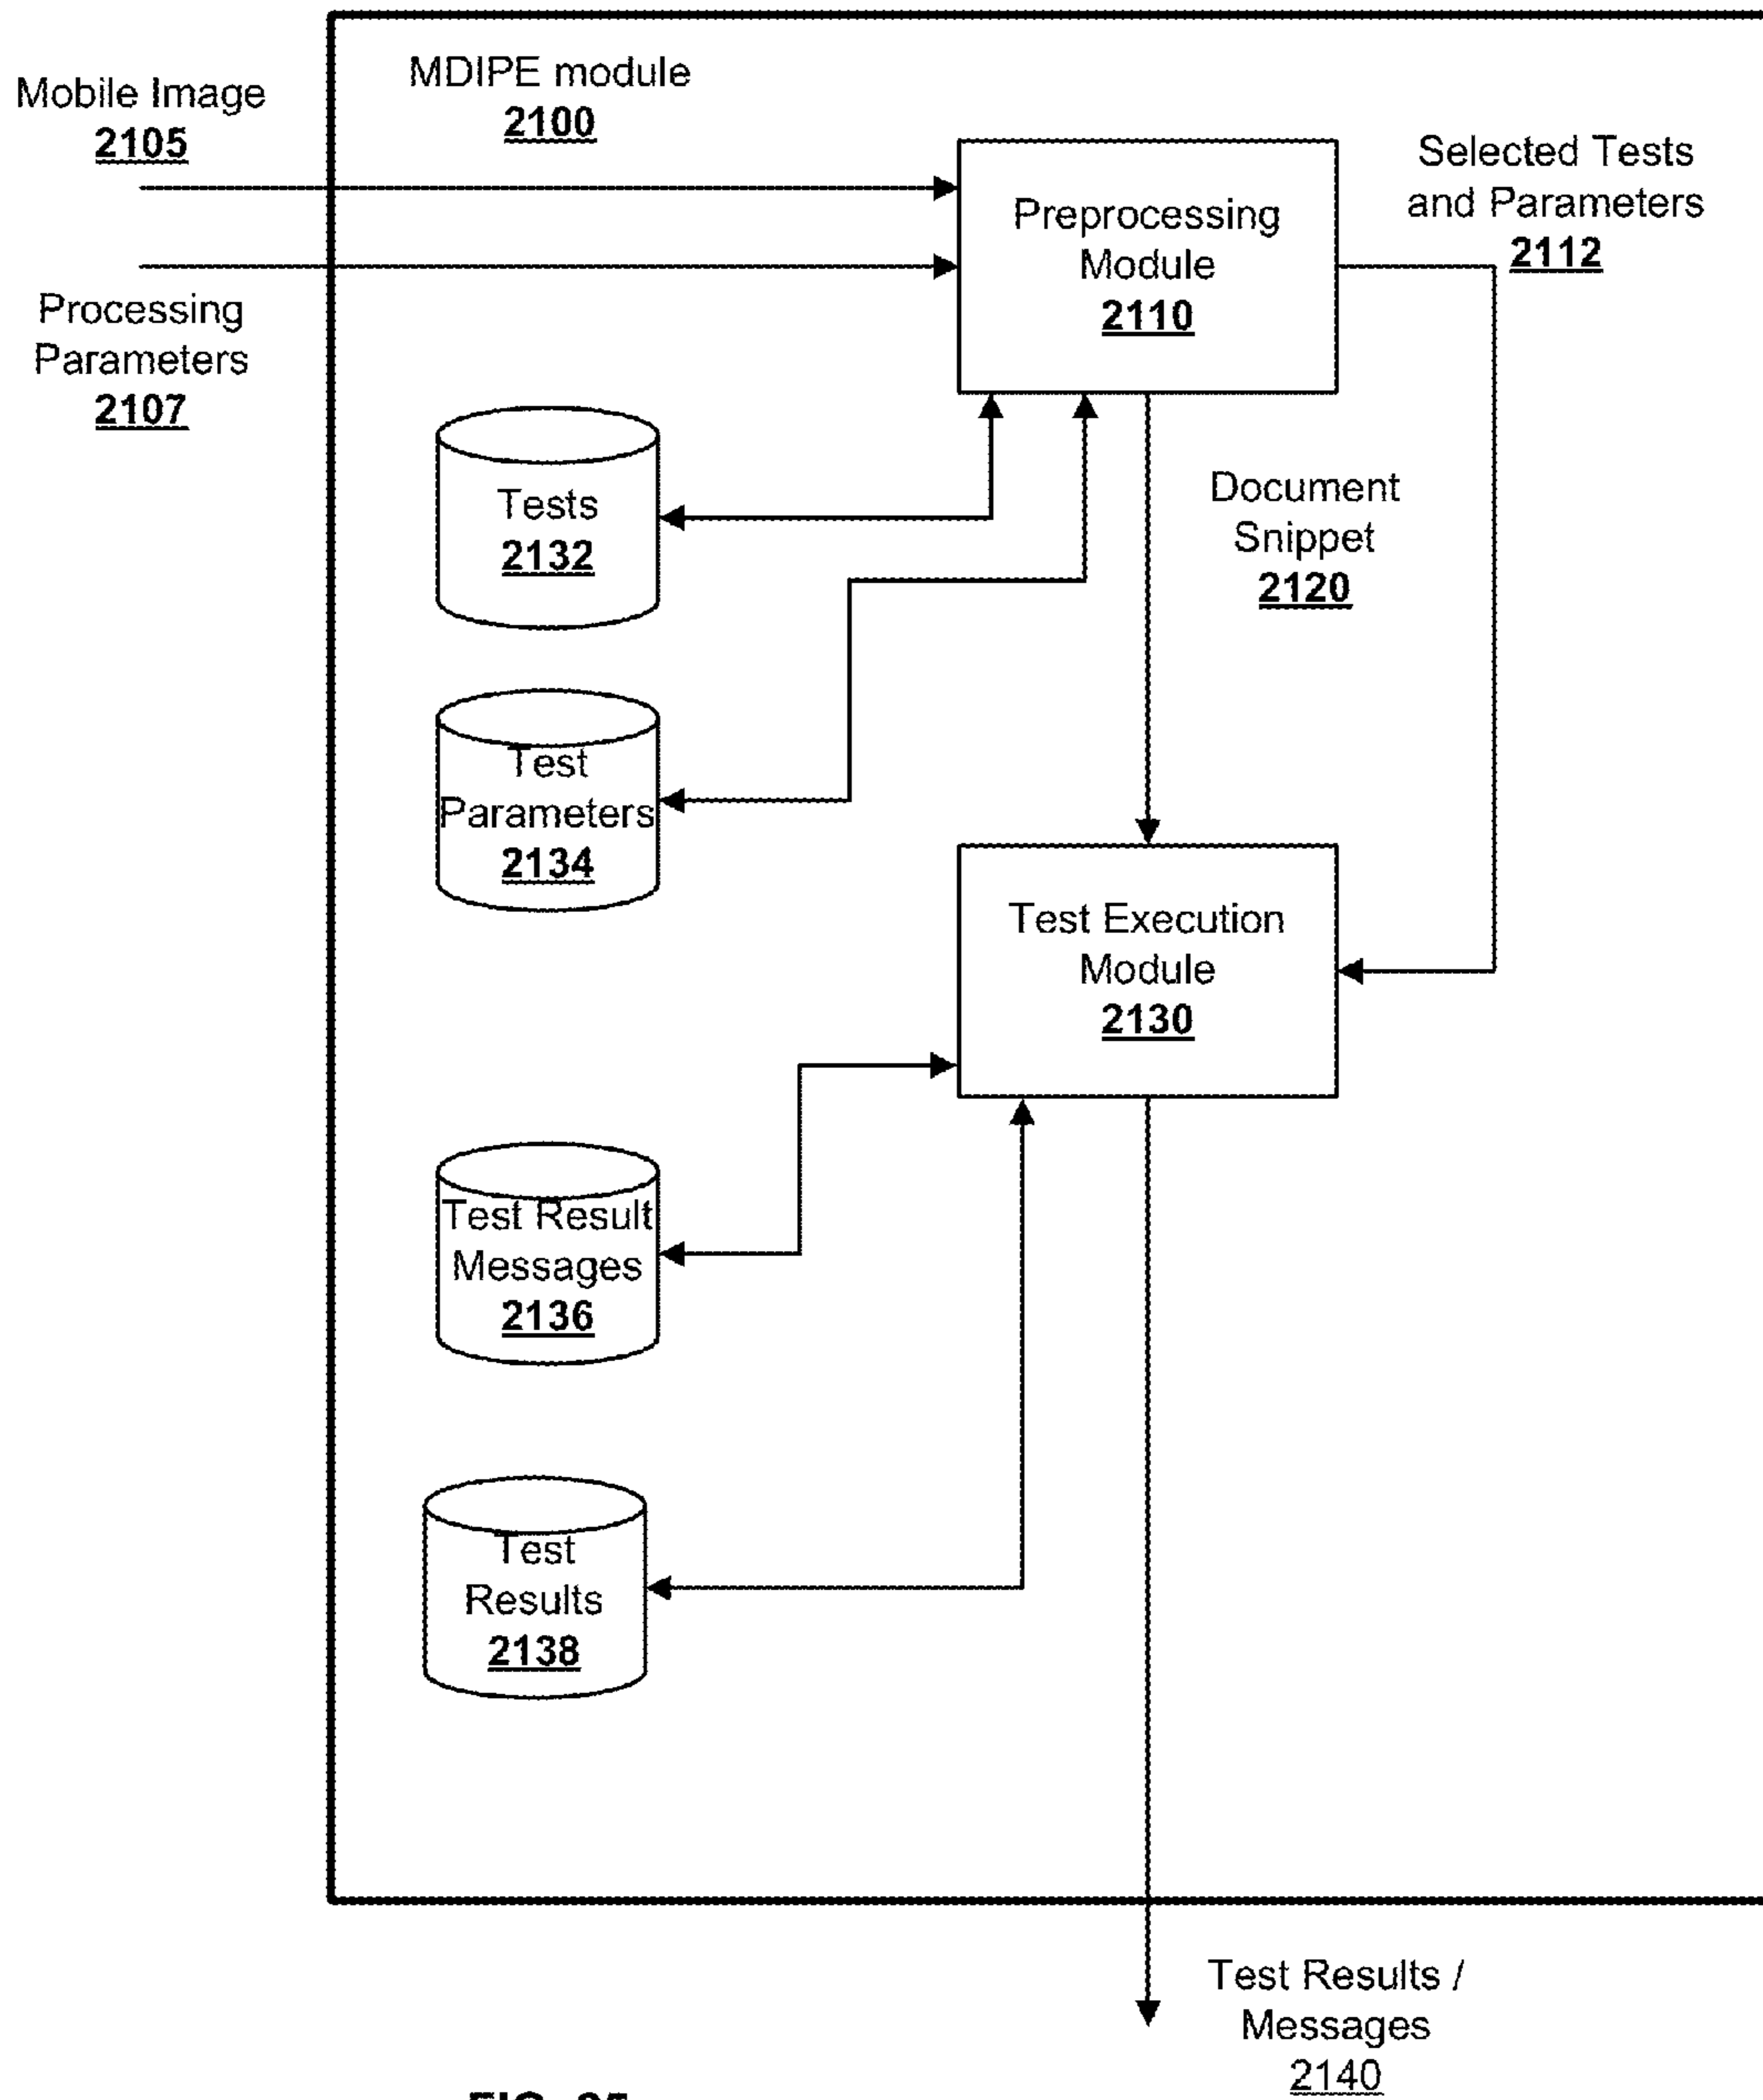 Mobile Image
2105
MDIPE module
2100
Processing
Parameters
2107
Preprocessing
Module
2110
Selected Tests
and Parameters
2112
Tests
2132
Document
Snippet
2120
Test
Parameters
2134
Test Execution
Module
2130
Test Result
Messages
2136
Test
Results
2138
Test Results /
Messages
2140
FIG.